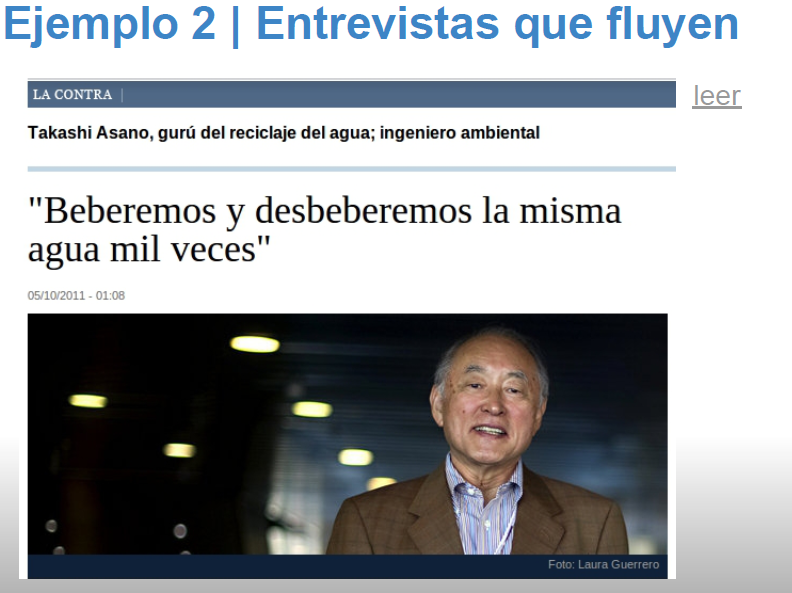 Ejemplo 2 | Entrevistas que fluyen
LA CONTRA |
leer
Takashi Asano, gurú del reciclaje del agua; ingeniero ambiental
"Beberemos y desbeberemos la misma
agua mil veces"
05/10/2011 - 01:08
Foto: Laura Guerrero